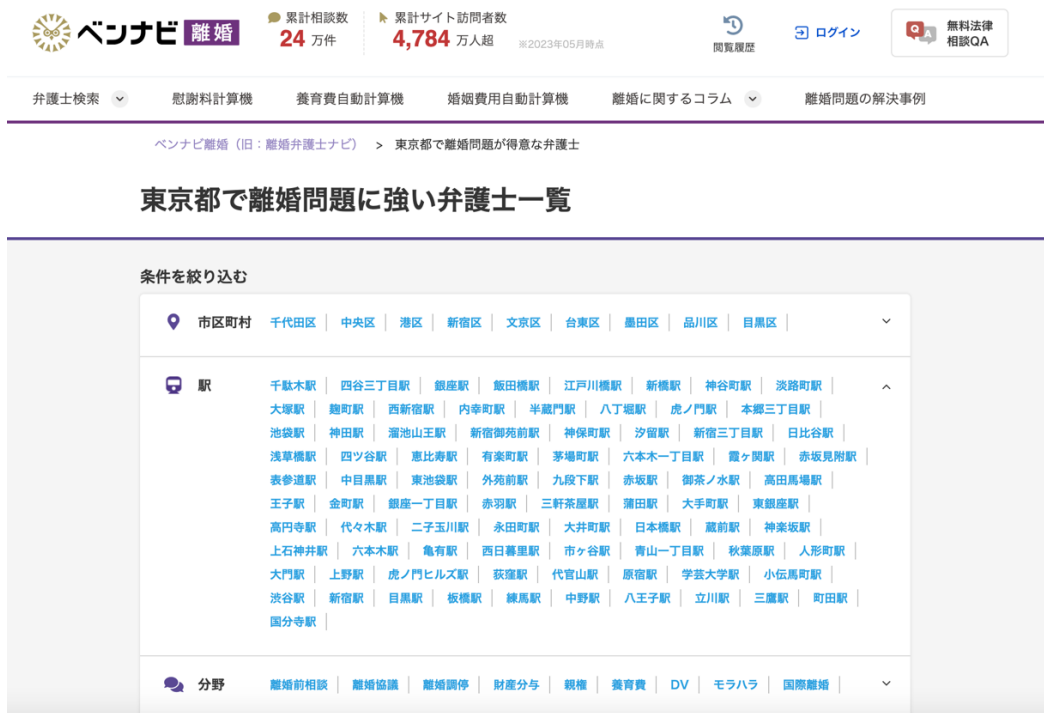 ベンナビ 離婚
累計相談数
24 万件
累計サイト訪問者数
4,784 万人超 ※2023年05月時点
閲覧履歴
ログイン
QA
無料法律
相談QA
弁護士検索 慰謝料計算機 養育費自動計算機 婚姻費用自動計算機 離婚に関するコラム 離婚問題の解決事例
ベンナビ離婚（旧：離婚弁護士ナビ） > 東京都で離婚問題が得意な弁護士
東京都で離婚問題に強い弁護士一覧
条件を絞り込む
市区町村 千代田区 中央区 港区 新宿区 文京区 台東区 墨田区 品川区 目黒区
駅 千駄木駅 四谷三丁目駅 銀座駅 飯田橋駅 江戸川橋駅 新橋駅 神谷町駅 淡路町駅
大塚駅 麹町駅 西新宿駅 内幸町駅 半蔵門駅 八丁堀駅 虎ノ門駅 本郷三丁目駅
池袋駅 神田駅 溜池山王駅 新宿御苑前駅 神保町駅 汐留駅 新宿三丁目駅 日比谷駅
浅草橋駅 四ツ谷駅 恵比寿駅 有楽町駅 茅場町駅 六本木一丁目駅 霞ヶ関駅 赤坂見附駅
表参道駅 中目黒駅 東池袋駅 外苑前駅 九段下駅 赤坂駅 御茶ノ水駅 高田馬場駅
王子駅 金町駅 銀座一丁目駅 赤羽駅 三軒茶屋駅 蒲田駅 大手町駅 東銀座駅
高円寺駅 代々木駅 二子玉川駅 永田町駅 大井町駅 日本橋駅 蔵前駅 神楽坂駅
上石神井駅 六本木駅 亀有駅 西日暮里駅 市ヶ谷駅 青山一丁目駅 秋葉原駅 人形町駅
大門駅 上野駅 虎ノ門ヒルズ駅 荻窪駅 代官山駅 原宿駅 学芸大学駅 小伝馬町駅
渋谷駅 新宿駅 目黒駅 板橋駅 練馬駅 中野駅 八王子駅 立川駅 三鷹駅 町田駅
国分寺駅
分野 離婚前相談 離婚協議 離婚調停 財産分与 親権 養育費 DV モラハラ 国際離婚